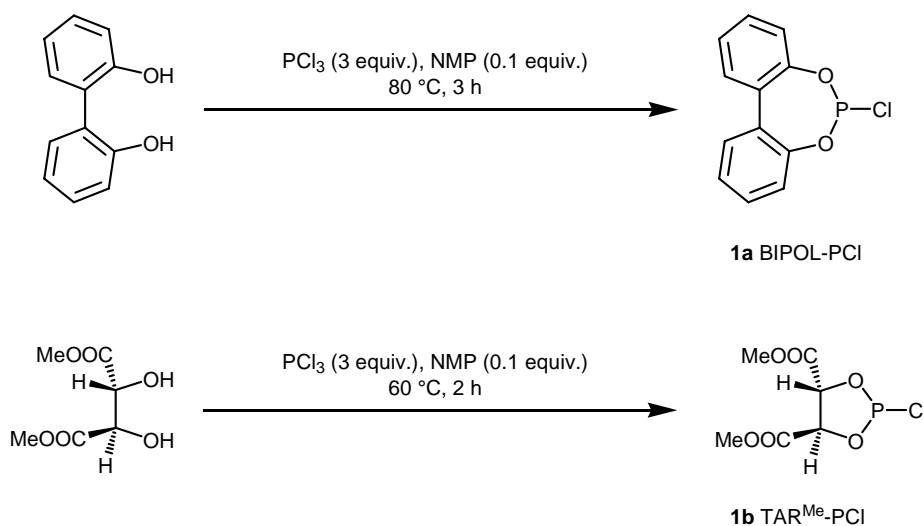 OH
OH
PCl₃ (3 equiv.), NMP (0.1 equiv.)
80 °C, 3 h
O
P
Cl
O
1a BIPOL-PCl
MeOOC
H
OH
MeOOC
OH
H
PCl₃ (3 equiv.), NMP (0.1 equiv.)
60 °C, 2 h
MeOOC
H
O
P
C
MeOOC
O
H
1b TARᴹᵉ-PCl